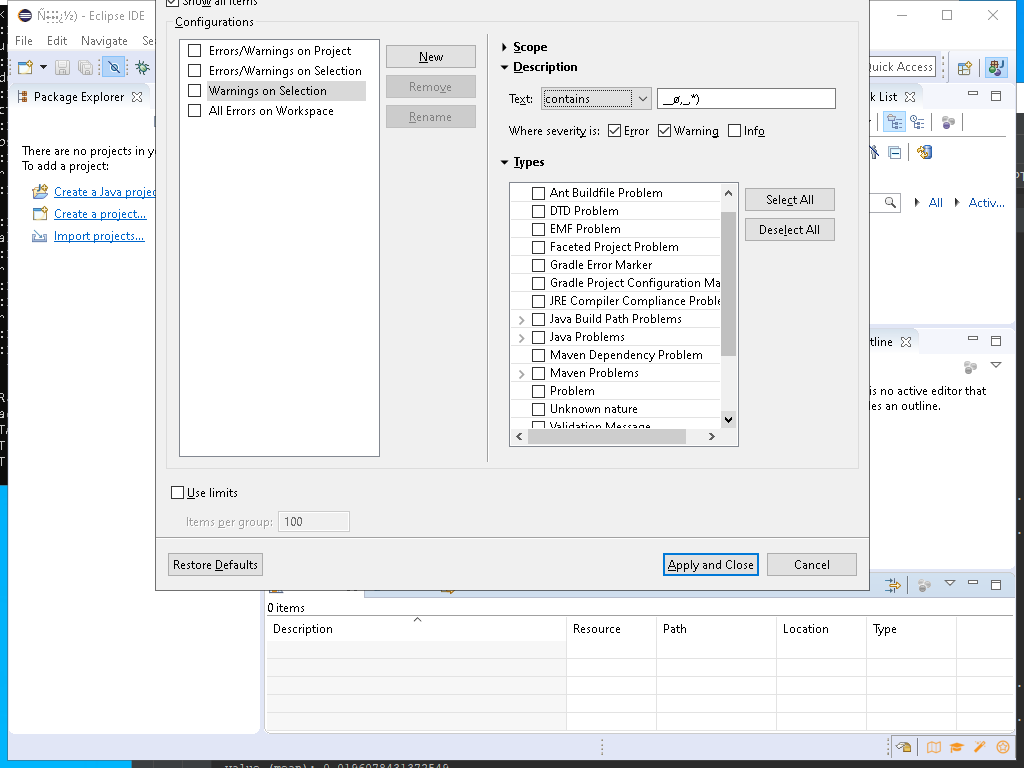 Show all items
Ñ┅┇¿½) - Eclipse IDE
File Edit Navigate Se
Quick Access
Package Explorer
There are no projects in y
To add a project:
Create a Java projec
Create a project...
Import projects...
Configurations
Errors/Warnings on Project
Errors/Warnings on Selection
Warnings on Selection
All Errors on Workspace
New
Remove
Rename
Scope
Description
Text: contains __ø,_,*)
Where severity is: Error Warning Info
Types
Ant Buildfile Problem
DTD Problem
EMF Problem
Faceted Project Problem
Gradle Error Marker
Gradle Project Configuration Ma
JRE Compiler Compliance Proble
Java Build Path Problems
Java Problems
Maven Dependency Problem
Maven Problems
Problem
Unknown nature
Validation Message
Select All
Deselect All
Use limits
Items per group: 100
Restore Defaults
Apply and Close
Cancel
k List
All Activ...
tline
is no active editor that
les an outline.
0 items
Description Resource Path Location Type
value (mean): 0.0196078431372549